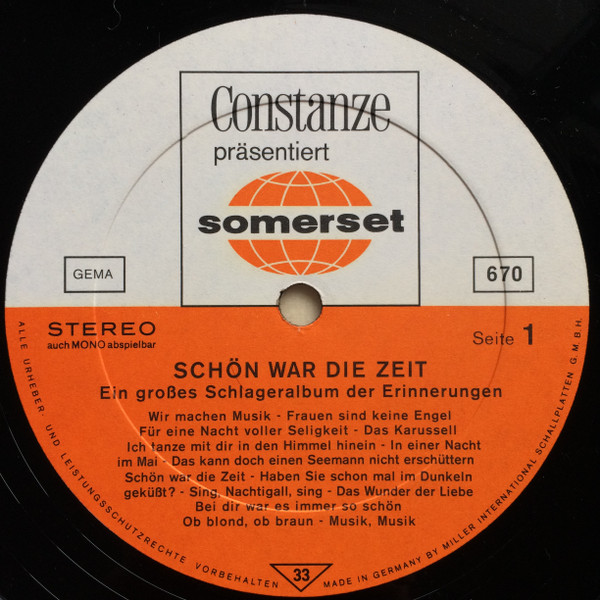 Constanze
präsentiert
somerset
GEMA
670
STEREO
auch MONO abspielbar
Seite 1
SCHÖN WAR DIE ZEIT
Ein großes Schlageralbum der Erinnerungen
Wir machen Musik - Frauen sind keine Engel
Für eine Nacht voller Seligkeit - Das Karussell
Ich tanze mit dir in den Himmel hinein - In einer Nacht
im Mai - Das kann doch einen Seemann nicht erschüttern
Schön war die Zeit - Haben Sie schon mal im Dunkeln
geküßt? - Sing, Nachtigall, sing - Das Wunder der Liebe
Bei dir war es immer so schön
Ob blond, ob braun - Musik, Musik
ALLE URHEBER- UND LEISTUNGSSCHUTZRECHTE VORBEHALTEN
33
MADE IN GERMANY BY MILLER INTERNATIONAL SCHALLPLATTEN G.M.B.H.